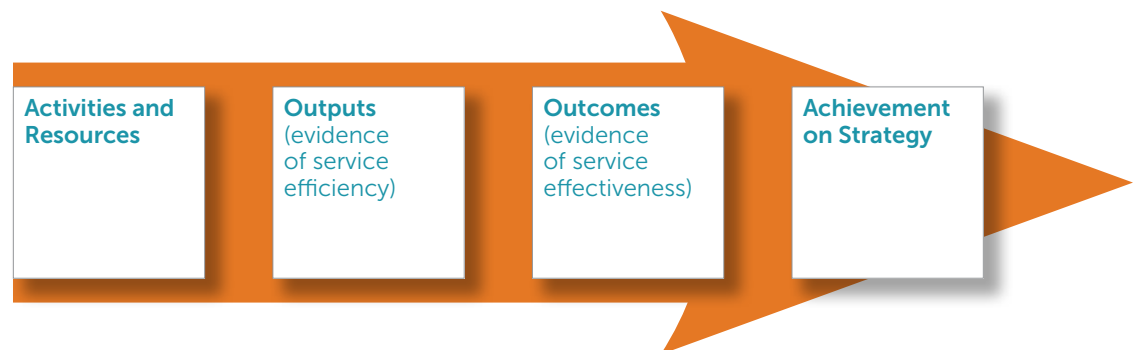 Activities and
Resources
Outputs
(evidence
of service
efficiency)
Outcomes
(evidence
of service
effectiveness)
Achievement
on Strategy